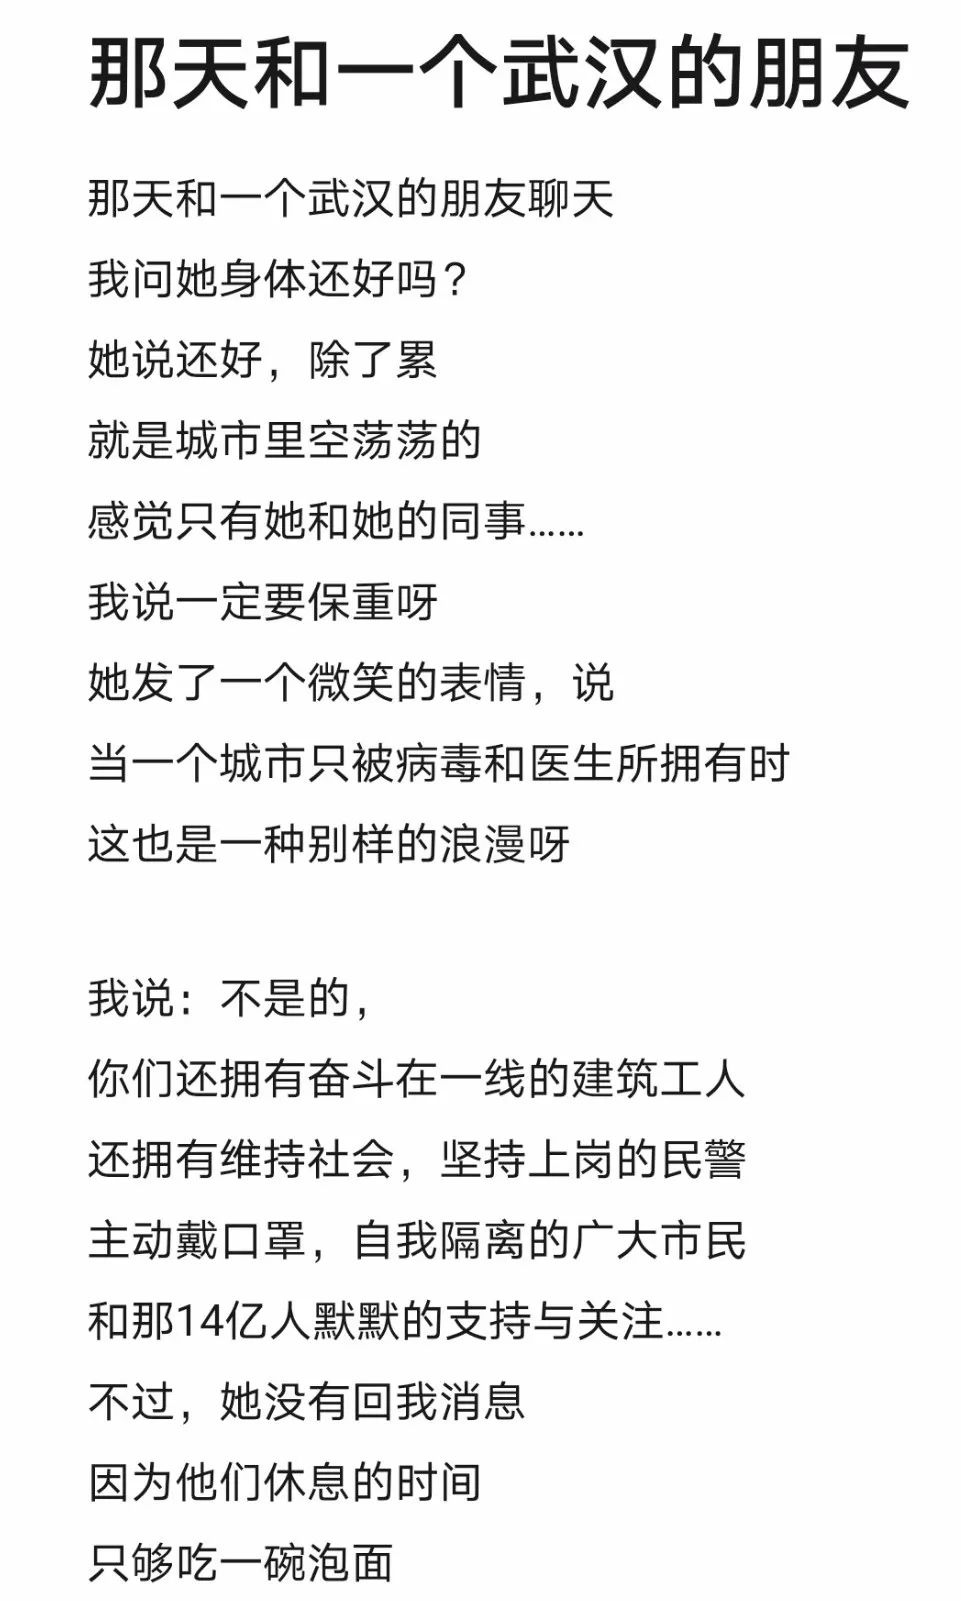 那天和一个武汉的朋友
那天和一个武汉的朋友聊天
我问她身体还好吗？
她说还好，除了累
就是城市里空荡荡的
感觉只有她和她的同事……
我说一定要保重呀
她发了一个微笑的表情，说
当一个城市只被病毒和医生所拥有时
这也是一种别样的浪漫呀
我说：不是的，
你们还拥有奋斗在一线的建筑工人
还拥有维持社会，坚持上岗的民警
主动戴口罩，自我隔离的广大市民
和那14亿人默默的支持与关注……
不过，她没有回我消息
因为他们休息的时间
只够吃一碗泡面